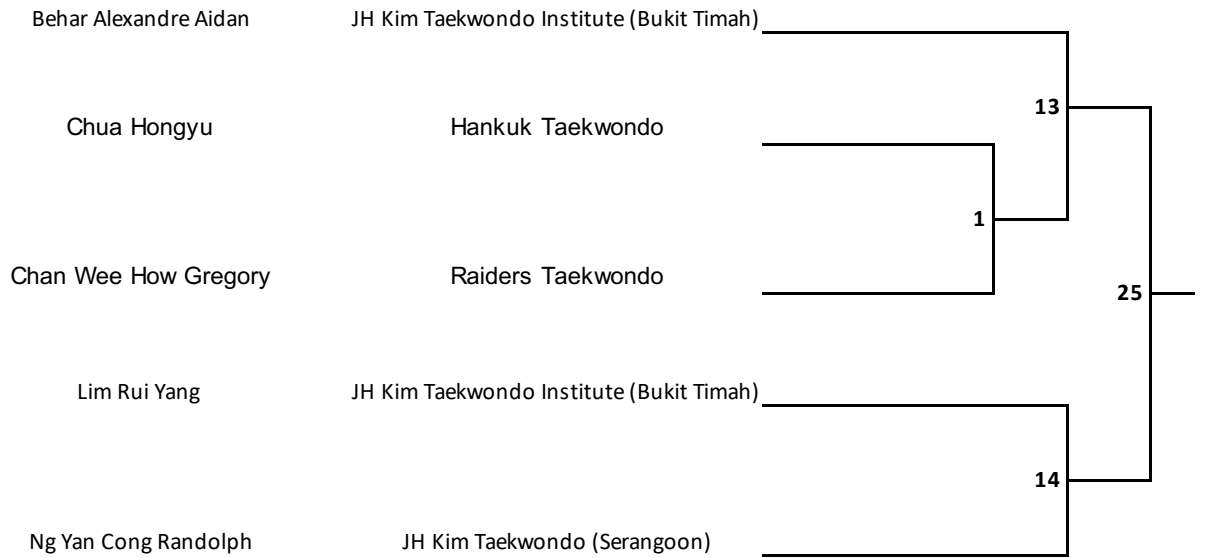 Behar Alexandre Aidan JH Kim Taekwondo Institute (Bukit Timah)
13
Chua Hongyu Hankuk Taekwondo
1
Chan Wee How Gregory Raiders Taekwondo
25
Lim Rui Yang JH Kim Taekwondo Institute (Bukit Timah)
14
Ng Yan Cong Randolph JH Kim Taekwondo (Serangoon)